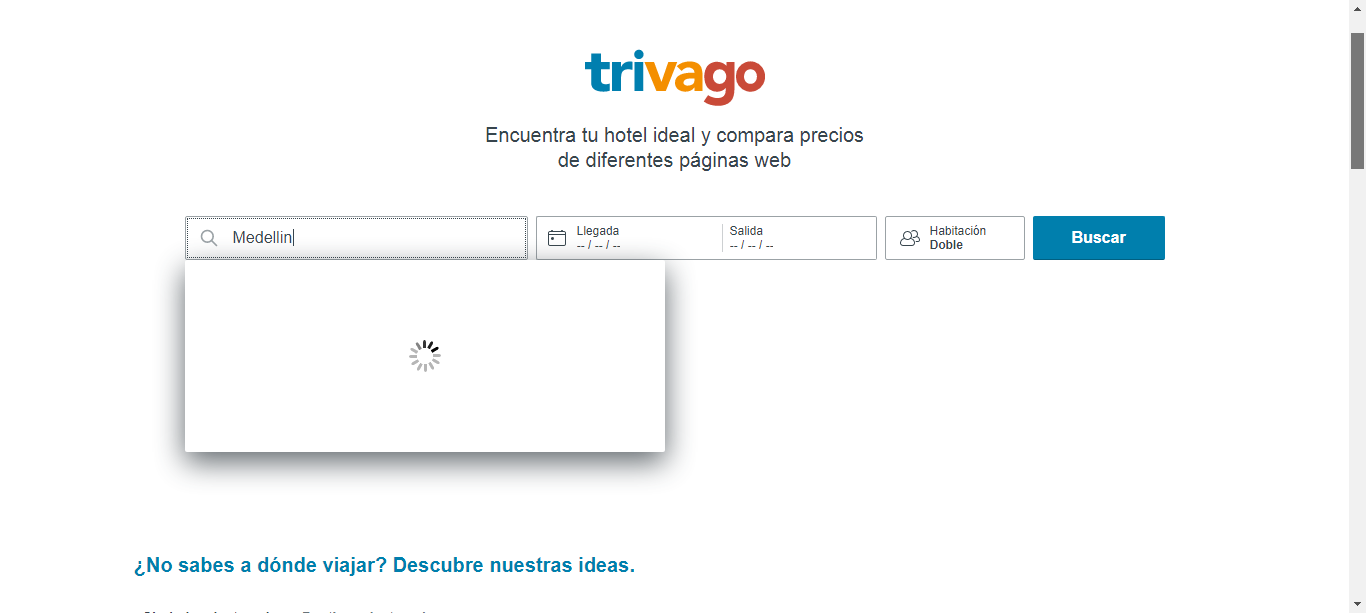 trivago
Encuentra tu hotel ideal y compara precios
de diferentes páginas web
Medellin
Llegada
-- / -- / --
Salida
-- / -- / --
Habitación
Doble
Buscar
¿No sabes a dónde viajar? Descubre nuestras ideas.